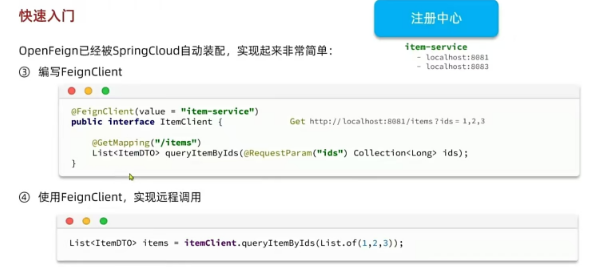 快速入门
注册中心
item-service
- localhost:8081
- localhost:8083
OpenFeign已经被SpringCloud自动装配，实现起来非常简单：
③ 编写FeignClient
@FeignClient(value = "item-service")
public interface ItemClient {
Get http://localhost:8081/items?ids=1,2,3
@GetMapping("/items")
List<ItemDTO> queryItemByIds(@RequestParam("ids") Collection<Long> ids);
}
④ 使用FeignClient，实现远程调用
List<ItemDTO> items = itemClient.queryItemByIds(List.of(1,2,3));